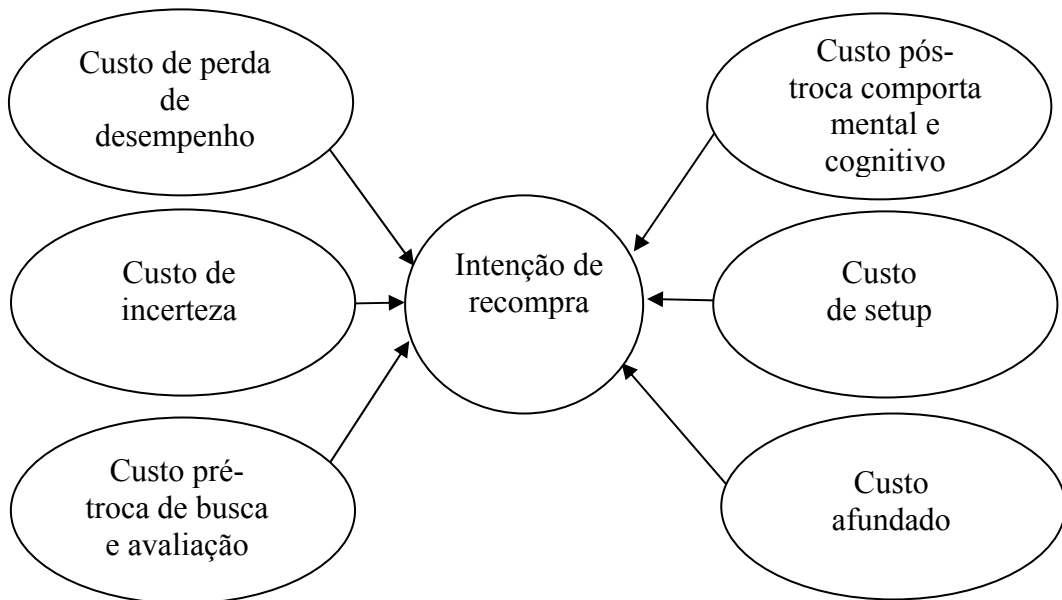 Custo de perda
de
desempenho
Custo de
incerteza
Custo pré-
troca de busca
e avaliação
Intenção de
recompra
Custo pós-
troca comporta
mental e
cognitivo
Custo
de setup
Custo
afundado